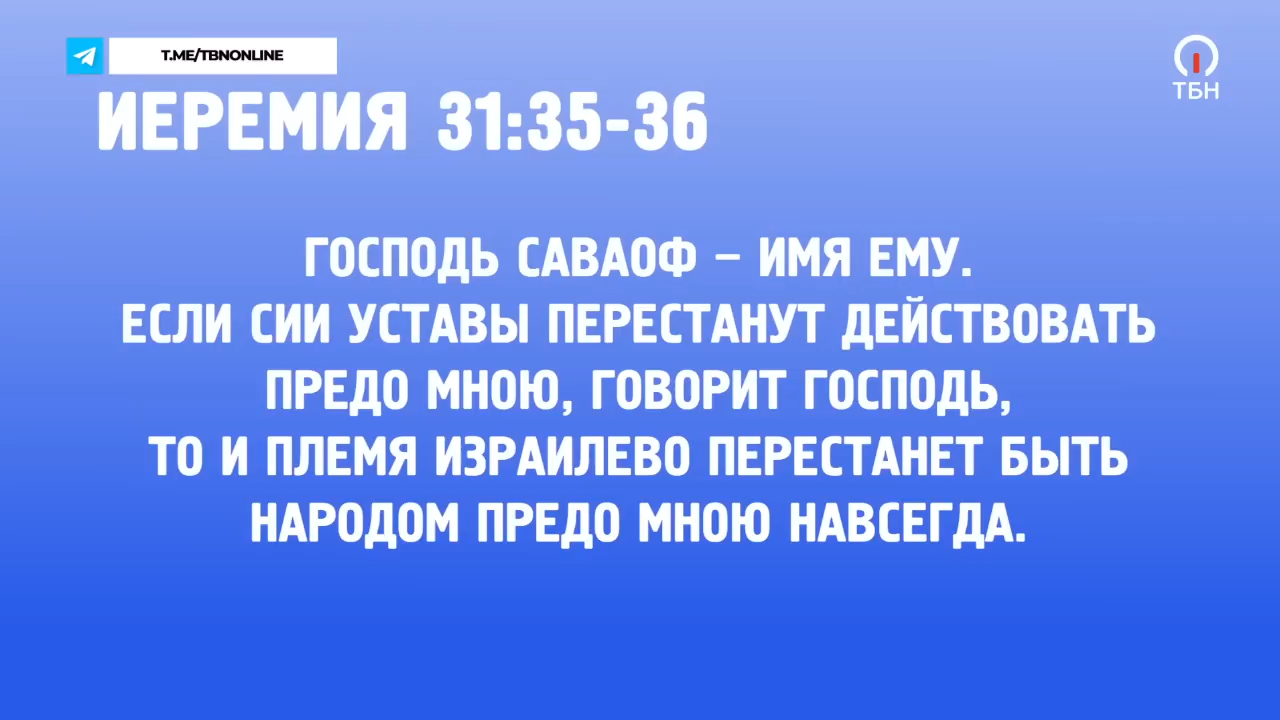 T.ME/TBNONLINE
ТБН
ИЕРЕМИЯ 31:35-36
ГОСПОДЬ САВАОФ – ИМЯ ЕМУ.
ЕСЛИ СИИ УСТАВЫ ПЕРЕСТАНУТ ДЕЙСТВОВАТЬ
ПРЕДО МНОЮ, ГОВОРИТ ГОСПОДЬ,
ТО И ПЛЕМЯ ИЗРАИЛЕВО ПЕРЕСТАНЕТ БЫТЬ
НАРОДОМ ПРЕДО МНОЮ НАВСЕГДА.